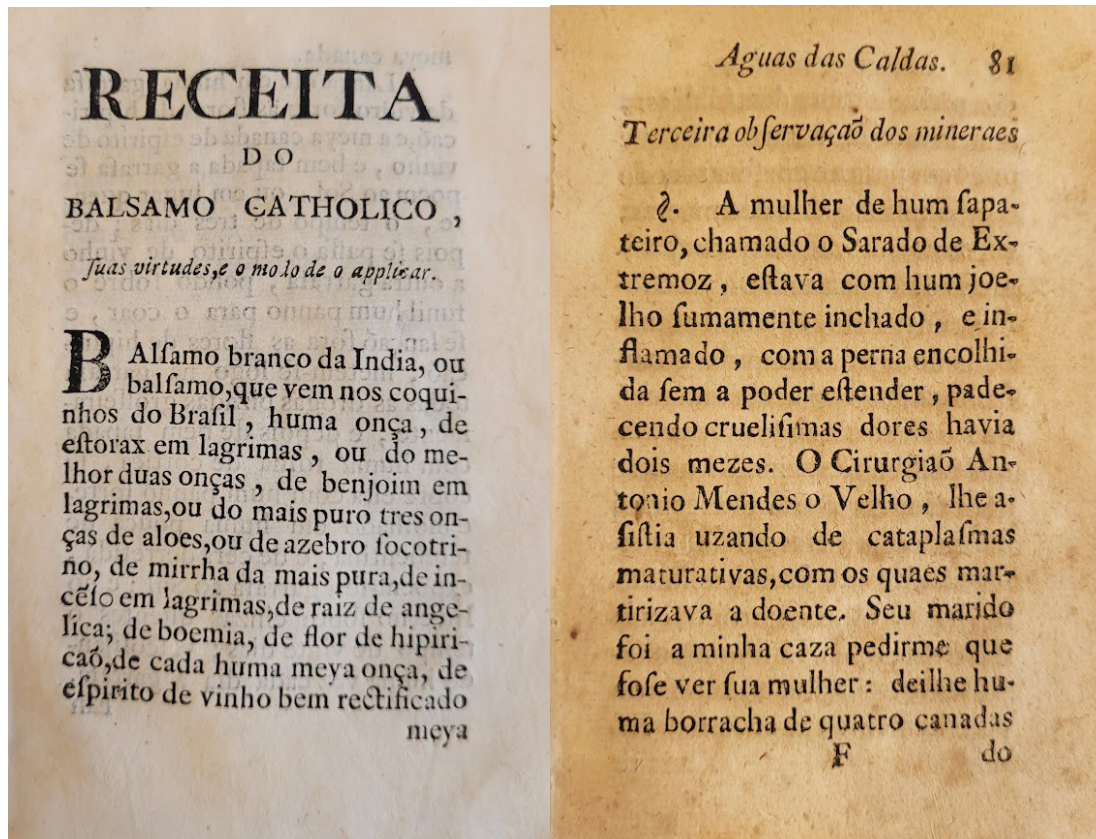 RECEITA
DO
BALSAMO CATHOLICO ,
ſuas virtudes,e o modo de o applicar.
BAlſamo branco da India, ou
balſamo,que vem nos coqui-
nhos do Braſil , huma onça , de
eſtorax em lagrimas , ou do me-
lhor duas onças , de benjoim em
lagrimas,ou do mais puro tres on-
ças de aloes,ou de azebro ſocotri-
no, de mirrha da mais pura,de in-
cẽſo em lagrimas,de raiz de ange-
lica; de boemia, de flor de hipiri-
caõ,de cada huma meya onça, de
eſpirito de vinho bem rectificado
meya
Aguas das Caldas. 81
Terceira obſervaçaõ dos mineraes
2. A mulher de hum ſapa-
teiro, chamado o Sarado de Ex-
tremoz , eſtava com hum joe-
lho ſumamente inchado , e in-
flamado , com a perna encolhi-
da ſem a poder eſtender , pade-
cendo crueliſimas dores havia
dois mezes. O Cirurgiaõ An-
tonio Mendes o Velho , lhe a-
ſiſtia uzando de cataplaſmas
maturativas,com os quaes mar-
tirizava a doente. Seu marido
foi a minha caza pedirme que
foſe ver ſua mulher : deilhe hu-
ma borracha de quatro canadas
F do